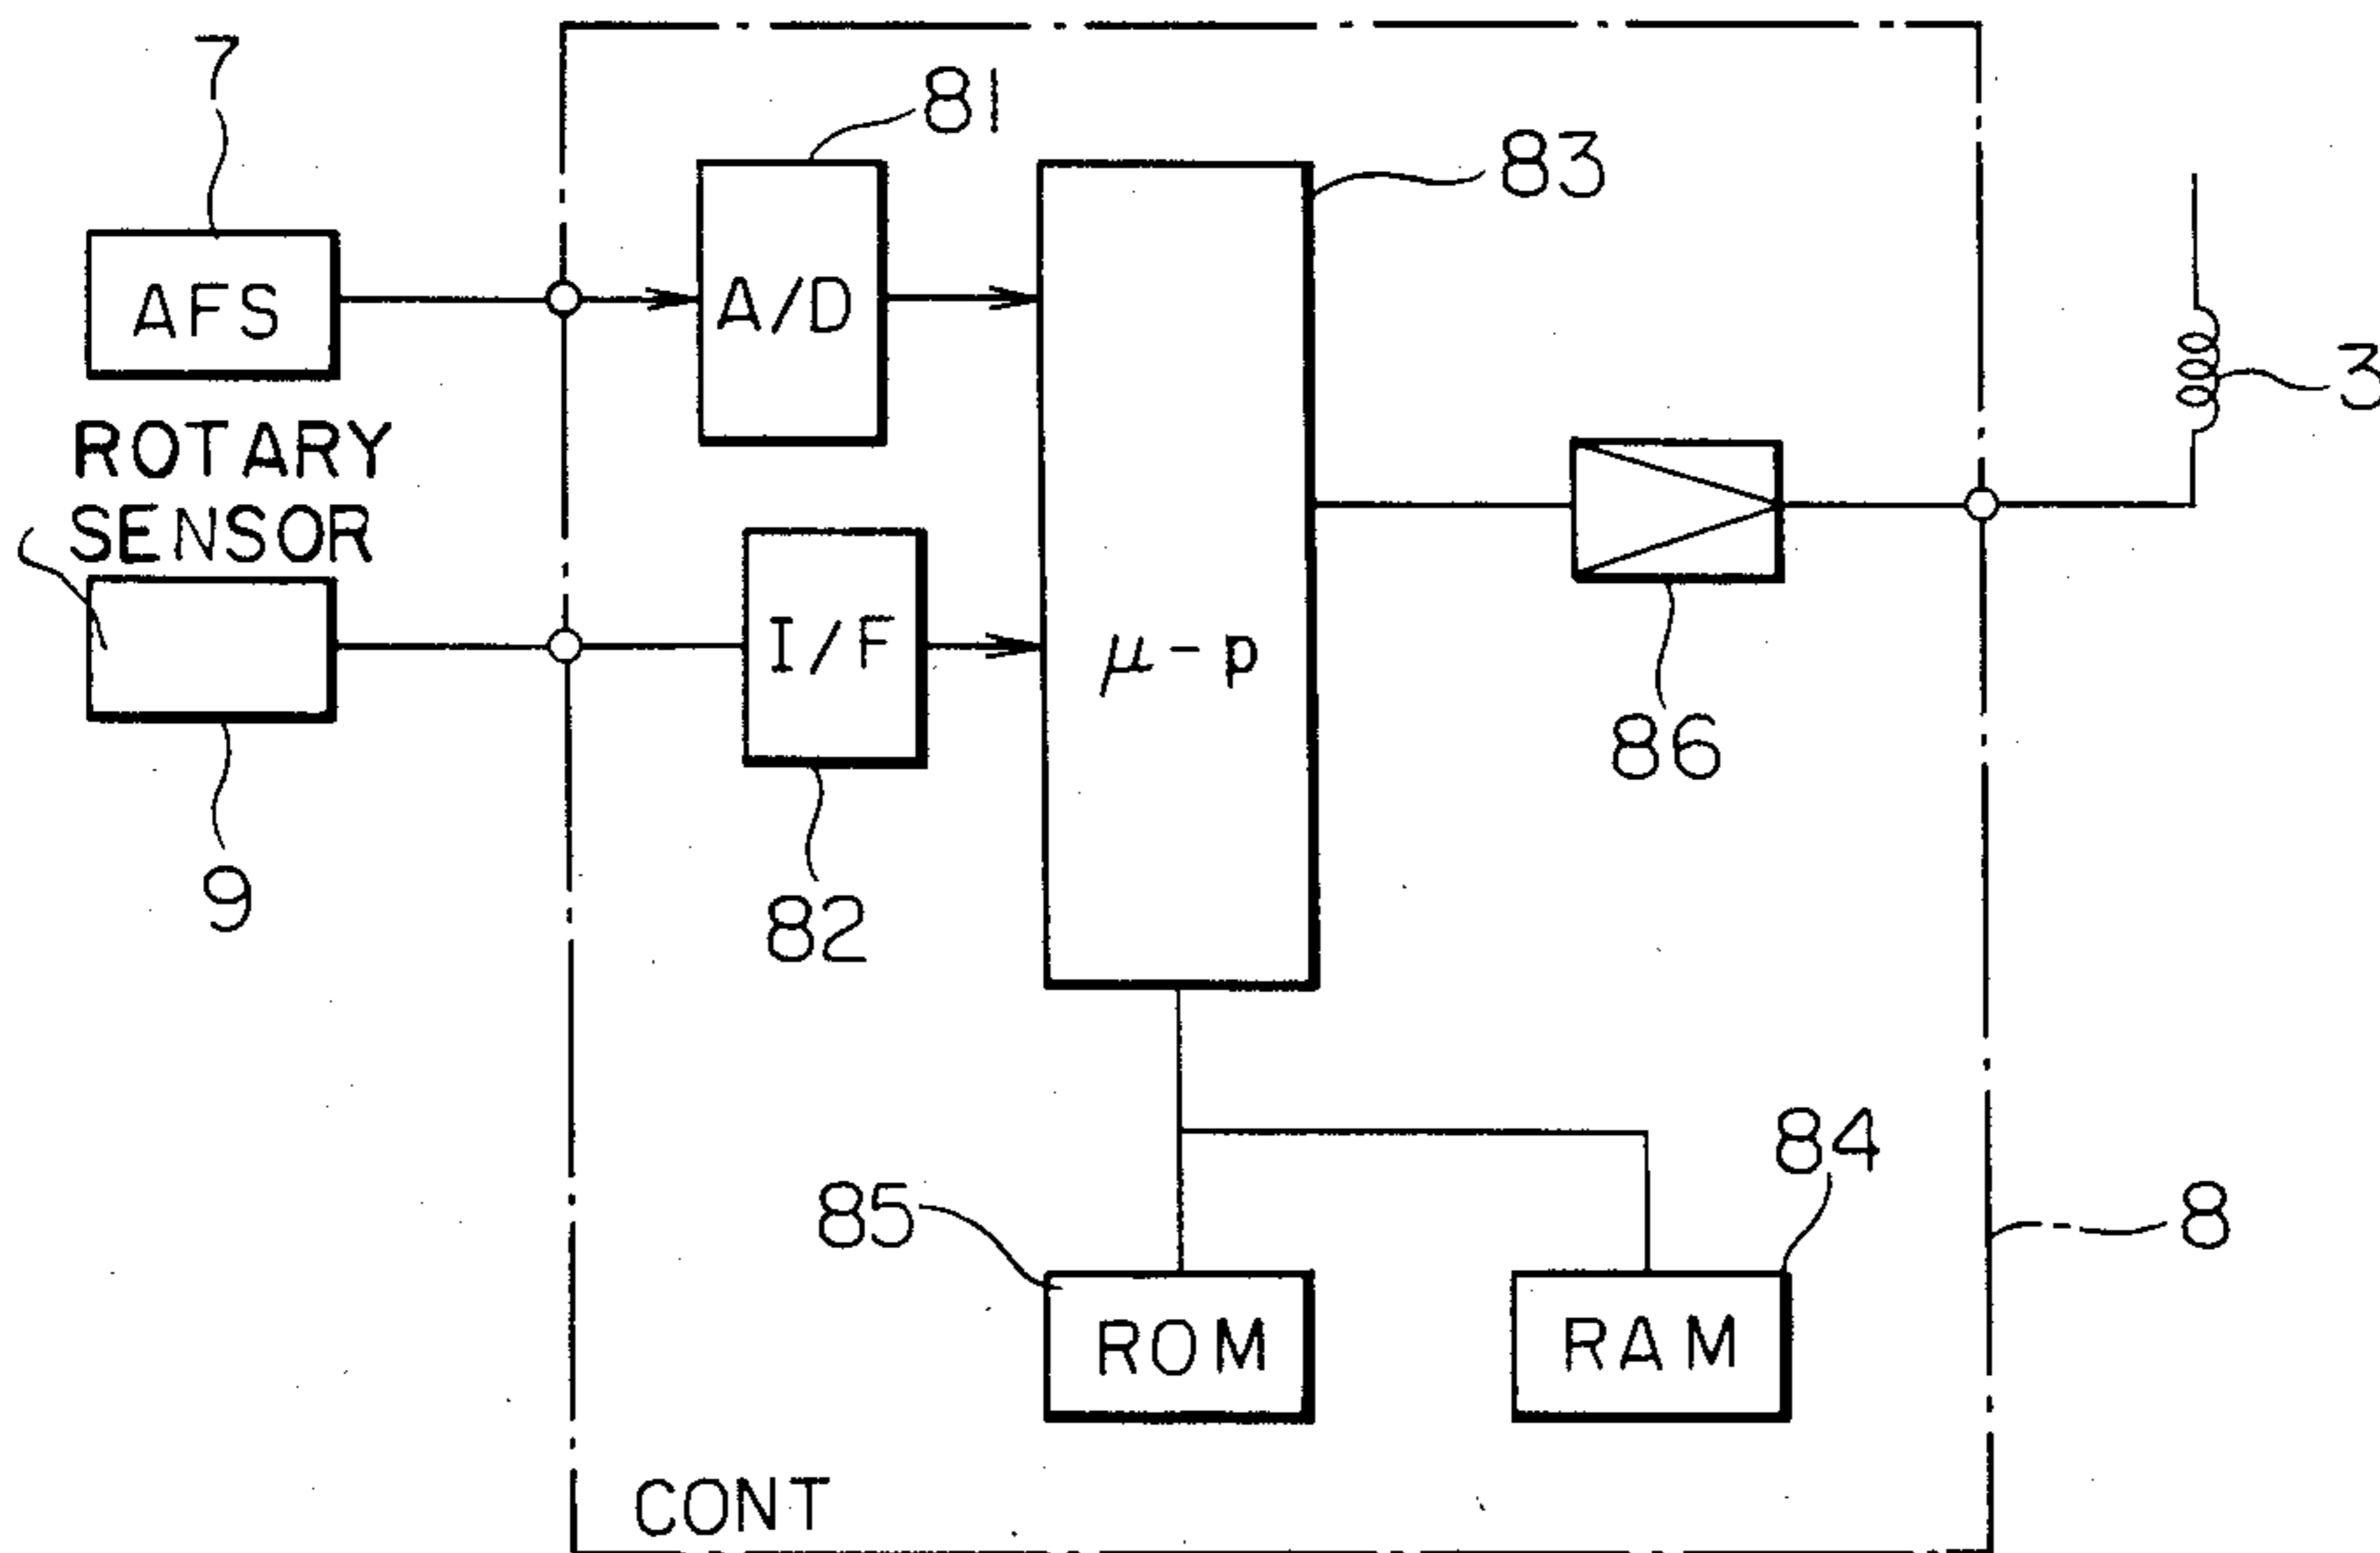 7
81
83
AFS
A/D
3
ROTARY
SENSOR
I/F
μ-p
86
9
82
84
85
8
ROM
RAM
CONT